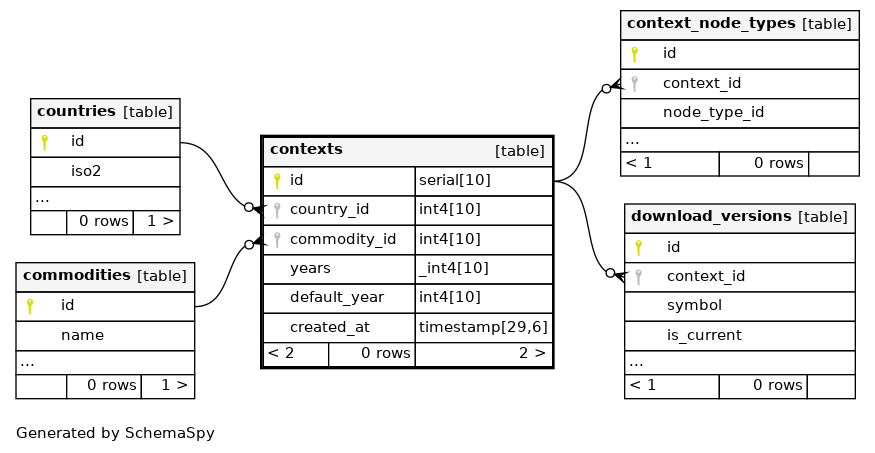 countries [table]
id
iso2
...
0 rows 1 >
commodities [table]
id
name
...
0 rows 1 >
contexts [table]
id serial[10]
country_id int4[10]
commodity_id int4[10]
years _int4[10]
default_year int4[10]
created_at timestamp[29,6]
< 2 0 rows 2 >
context_node_types [table]
id
context_id
node_type_id
...
< 1 0 rows
download_versions [table]
id
context_id
symbol
is_current
...
< 1 0 rows
Generated by SchemaSpy